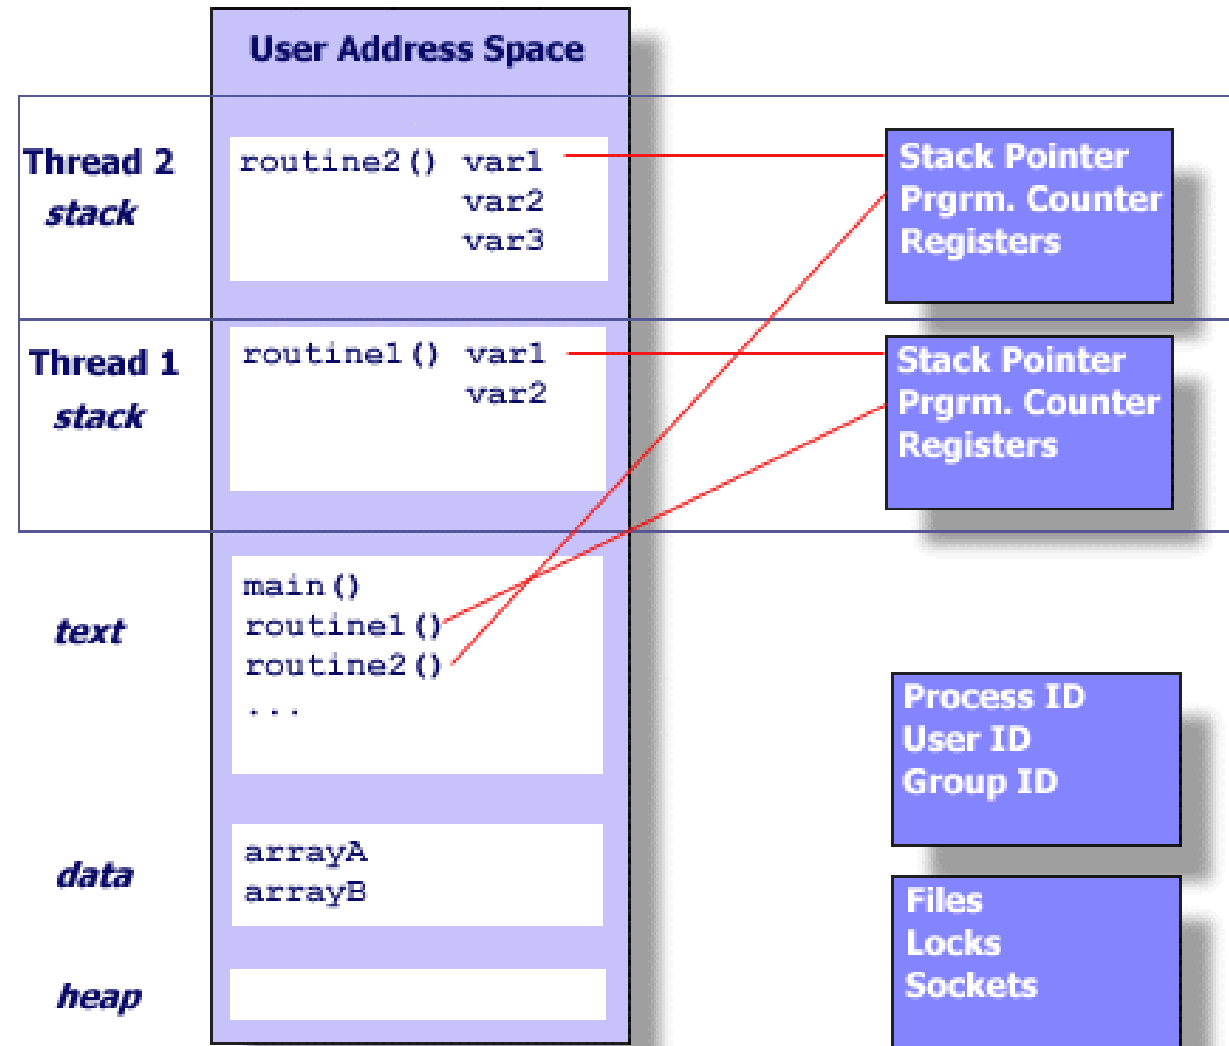 User Address Space
Thread 2
stack
routine2() var1
var2
var3
Stack Pointer
Prgrm. Counter
Registers
Thread 1
stack
routine1() var1
var2
Stack Pointer
Prgrm. Counter
Registers
text
main()
routine1()
routine2()
...
Process ID
User ID
Group ID
data
arrayA
arrayB
Files
Locks
Sockets
heap